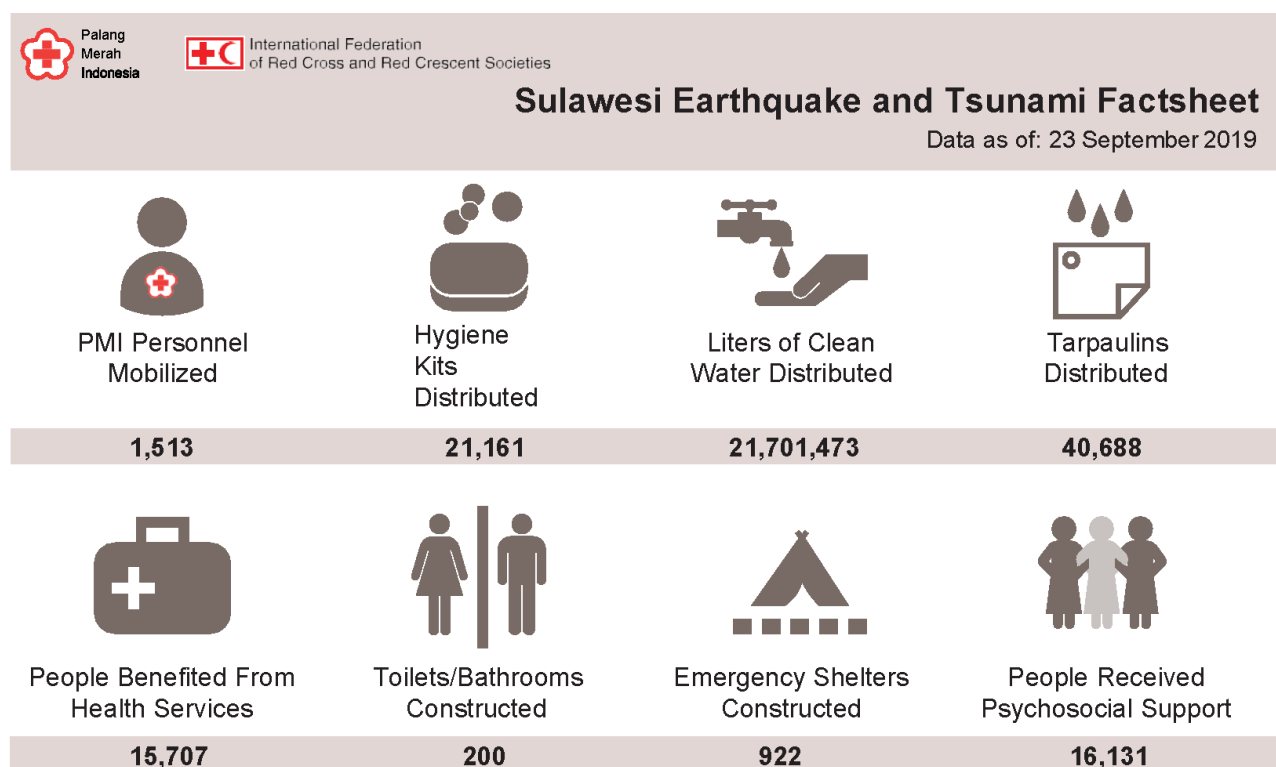 Palang
Merah
Indonesia
International Federation
of Red Cross and Red Crescent Societies
Sulawesi Earthquake and Tsunami Factsheet
Data as of: 23 September 2019
PMI Personnel
Mobilized
Hygiene
Kits
Distributed
Liters of Clean
Water Distributed
Tarpaulins
Distributed
1,513
21,161
21,701,473
40,688
People Benefited From
Health Services
Toilets/Bathrooms
Constructed
Emergency Shelters
Constructed
People Received
Psychosocial Support
15,707
200
922
16,131